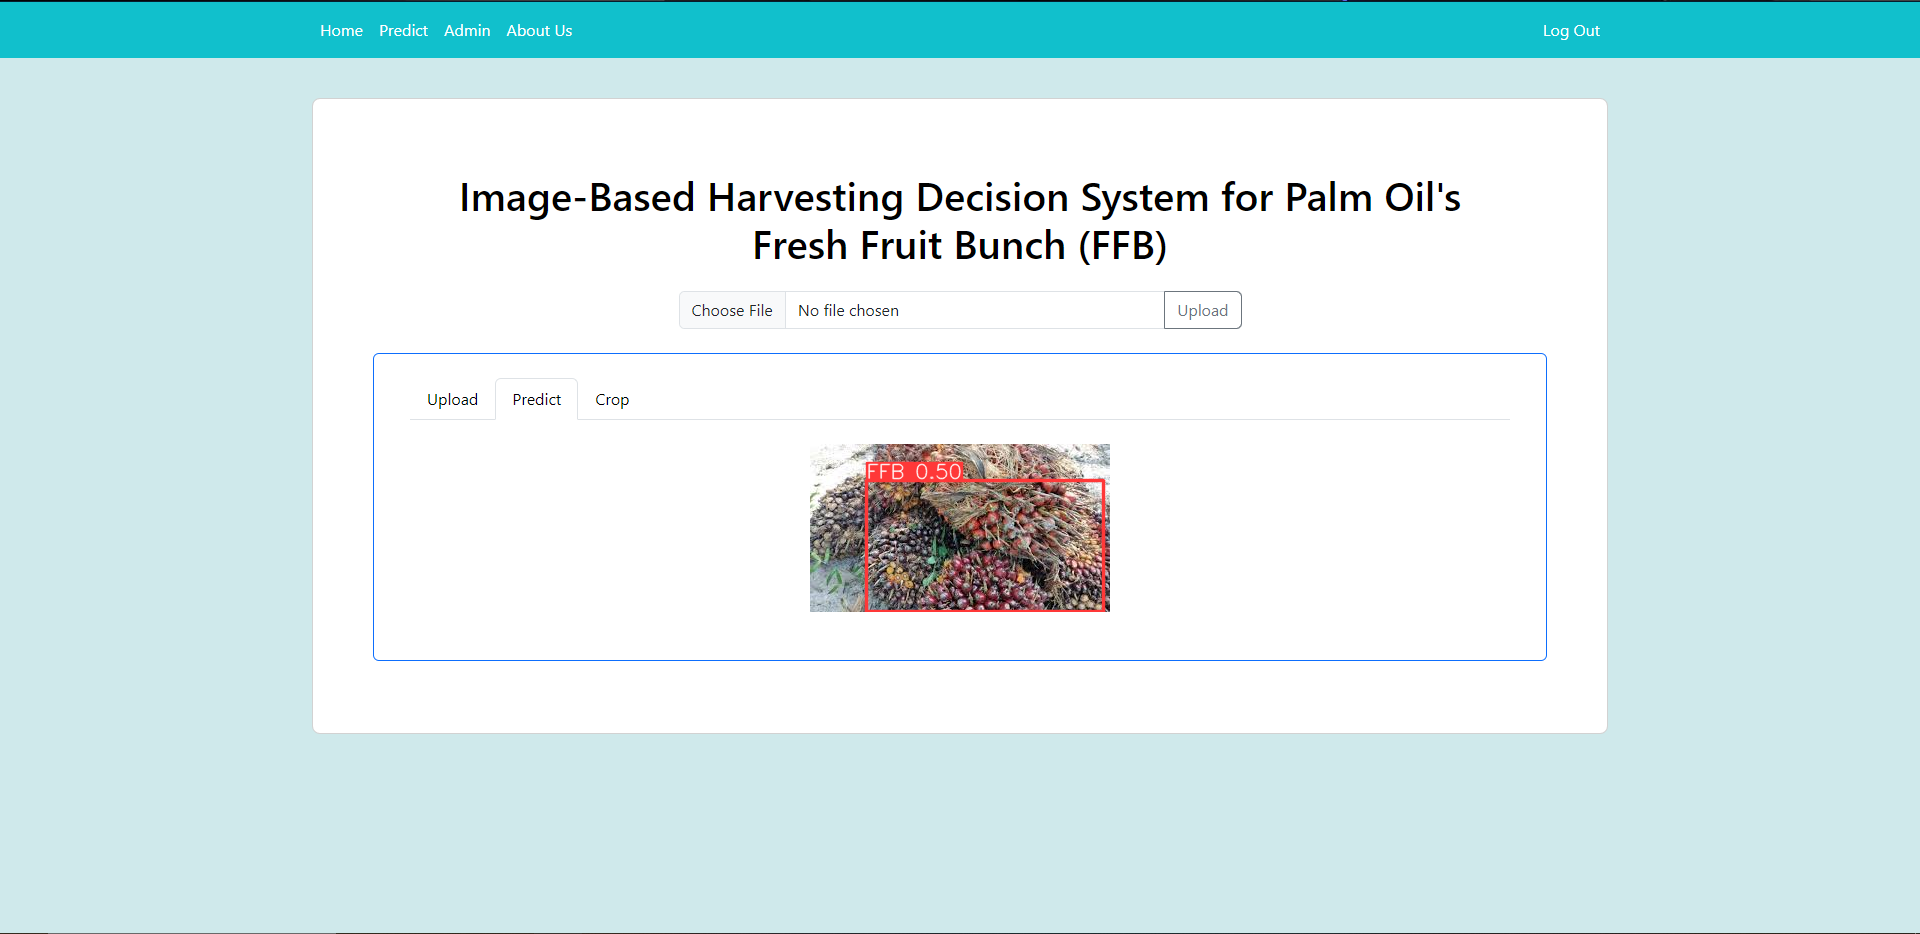 Home Predict Admin About Us Log Out
Image-Based Harvesting Decision System for Palm Oil's
Fresh Fruit Bunch (FFB)
Choose File No file chosen Upload
Upload Predict Crop
FFB 0.50